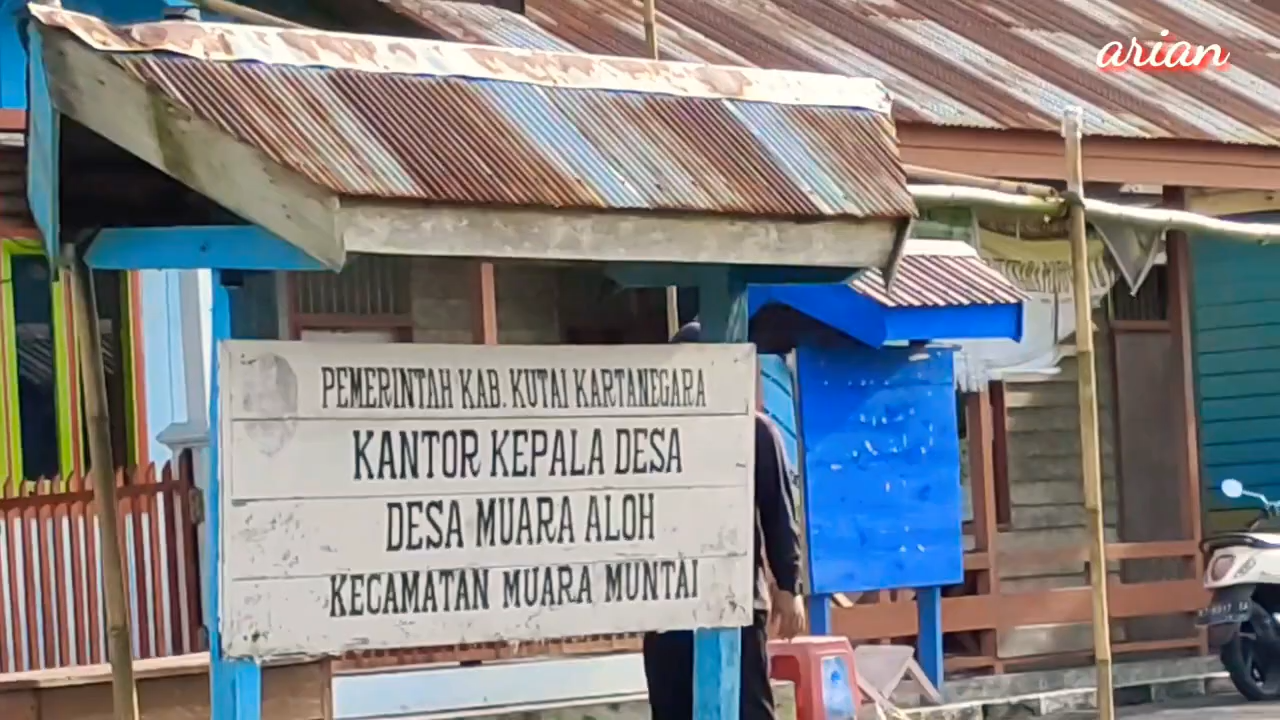 arian
PEMERINTAH KAB. KUTAI KARTANEGARA
KANTOR KEPALA DESA
DESA MUARA ALOH
KECAMATAN MUARA MUNTAI